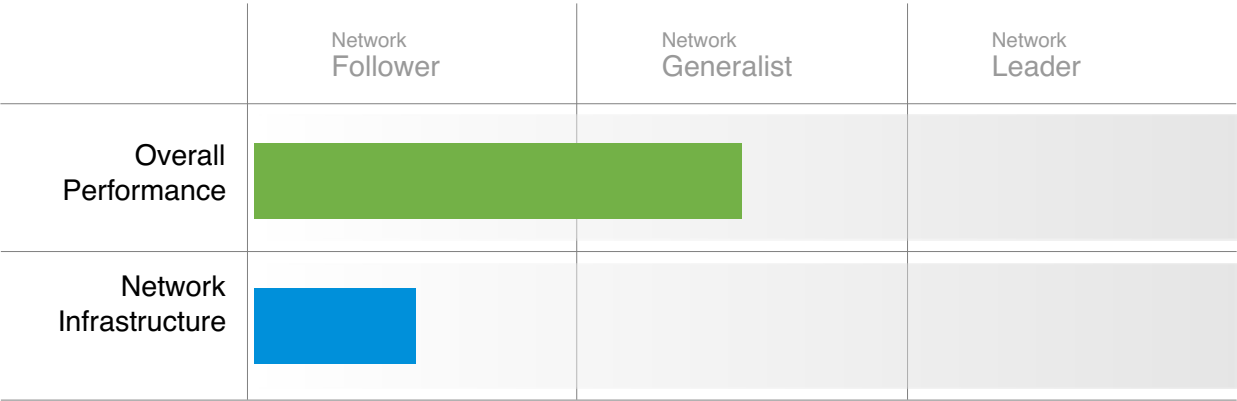 Network
Follower
Network
Generalist
Network
Leader
Overall
Performance
Network
Infrastructure